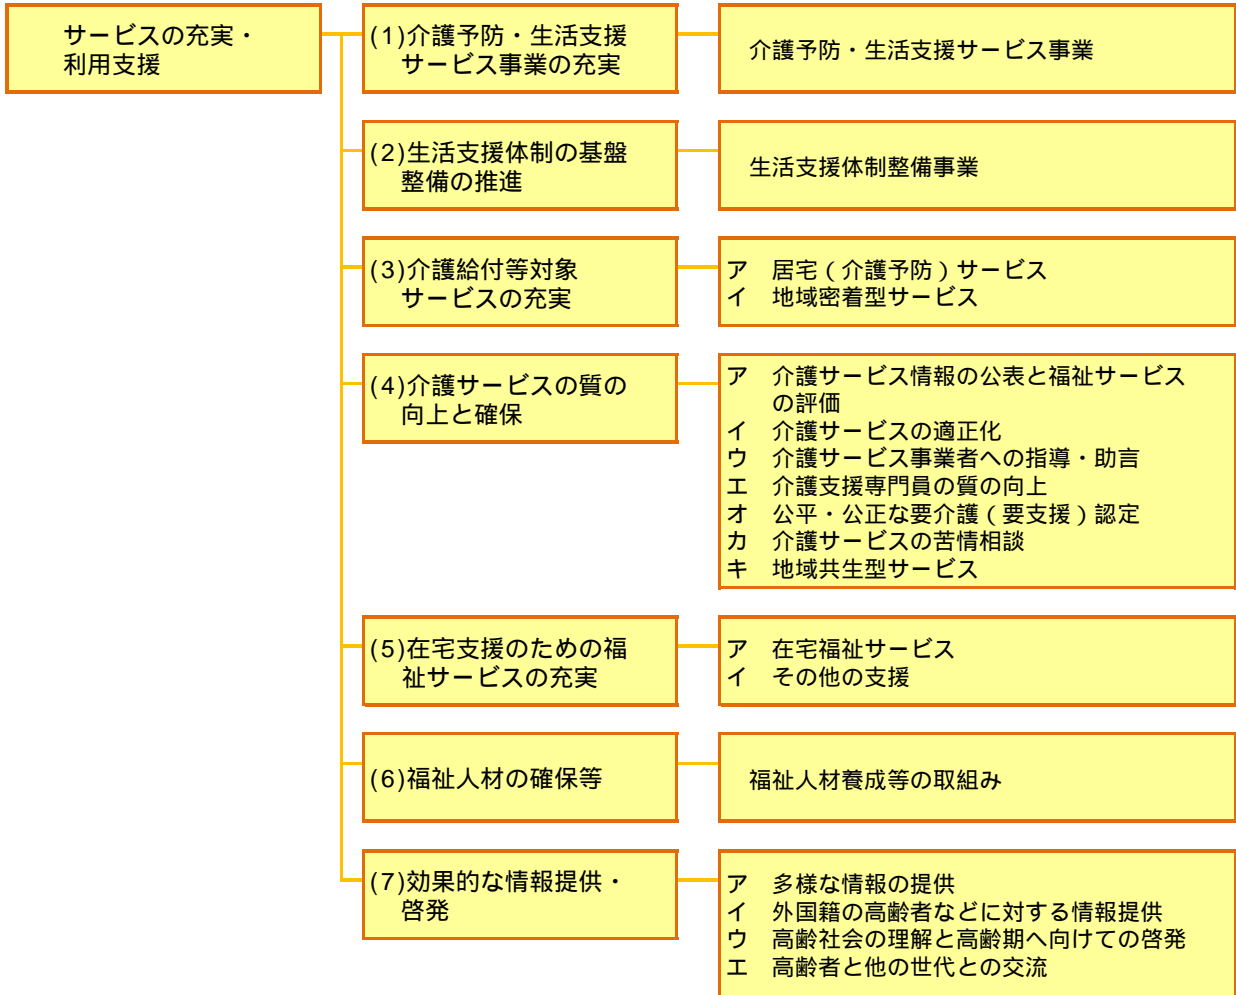 サービスの充実・
利用支援
(1)介護予防・生活支援
サービス事業の充実
介護予防・生活支援サービス事業
(2)生活支援体制の基盤
整備の推進
生活支援体制整備事業
(3)介護給付等対象
サービスの充実
ア 居宅(介護予防)サービス
イ 地域密着型サービス
(4)介護サービスの質の
向上と確保
ア 介護サービス情報の公表と福祉サービス
の評価
イ 介護サービスの適正化
ウ 介護サービス事業者への指導・助言
エ 介護支援専門員の質の向上
オ 公平・公正な要介護(要支援)認定
カ 介護サービスの苦情相談
キ 地域共生型サービス
(5)在宅支援のための福
祉サービスの充実
ア 在宅福祉サービス
イ その他の支援
(6)福祉人材の確保等
福祉人材養成等の取組み
(7)効果的な情報提供・
啓発
ア 多様な情報の提供
イ 外国籍の高齢者などに対する情報提供
ウ 高齢社会の理解と高齢期へ向けての啓発
エ 高齢者と他の世代との交流